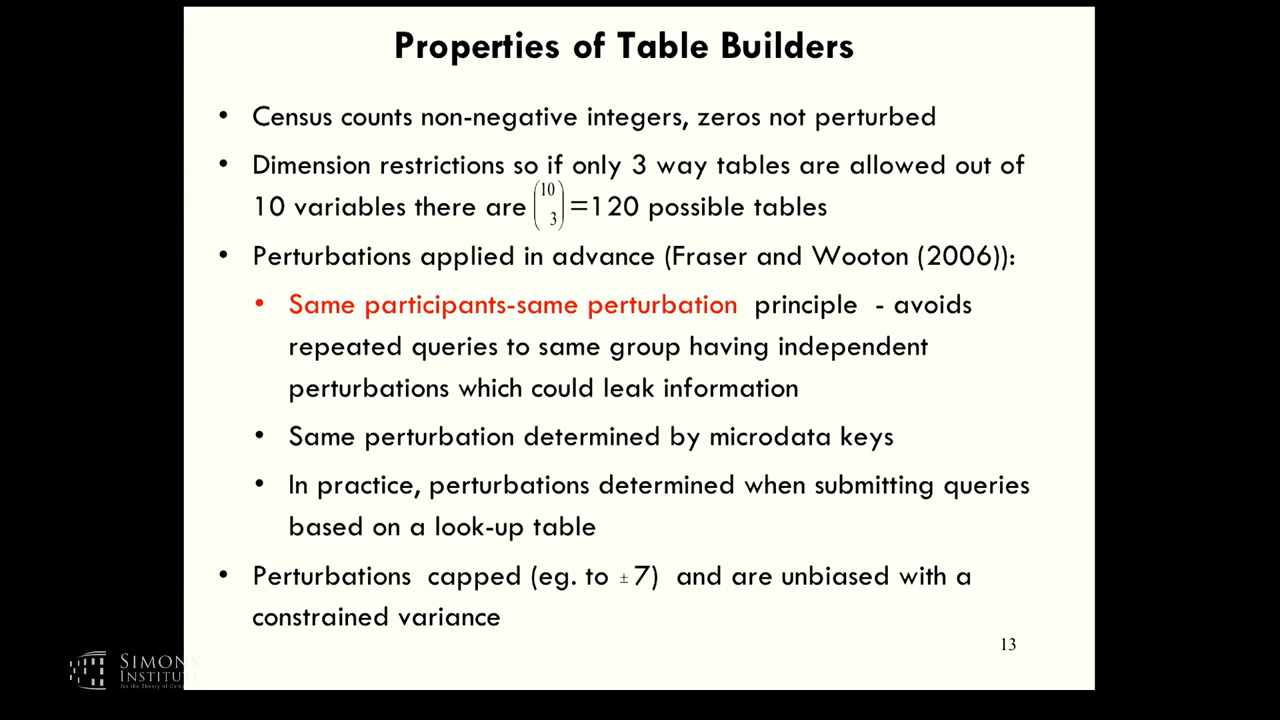 Properties of Table Builders
• Census counts non-negative integers, zeros not perturbed
• Dimension restrictions so if only 3 way tables are allowed out of
10 variables there are (10 3) =120 possible tables
• Perturbations applied in advance (Fraser and Wooton (2006)):
• Same participants-same perturbation principle - avoids
repeated queries to same group having independent
perturbations which could leak information
• Same perturbation determined by microdata keys
• In practice, perturbations determined when submitting queries
based on a look-up table
• Perturbations capped (eg. to ±7) and are unbiased with a
constrained variance
13
SIMONS
INSTITUTE
for the Theory of